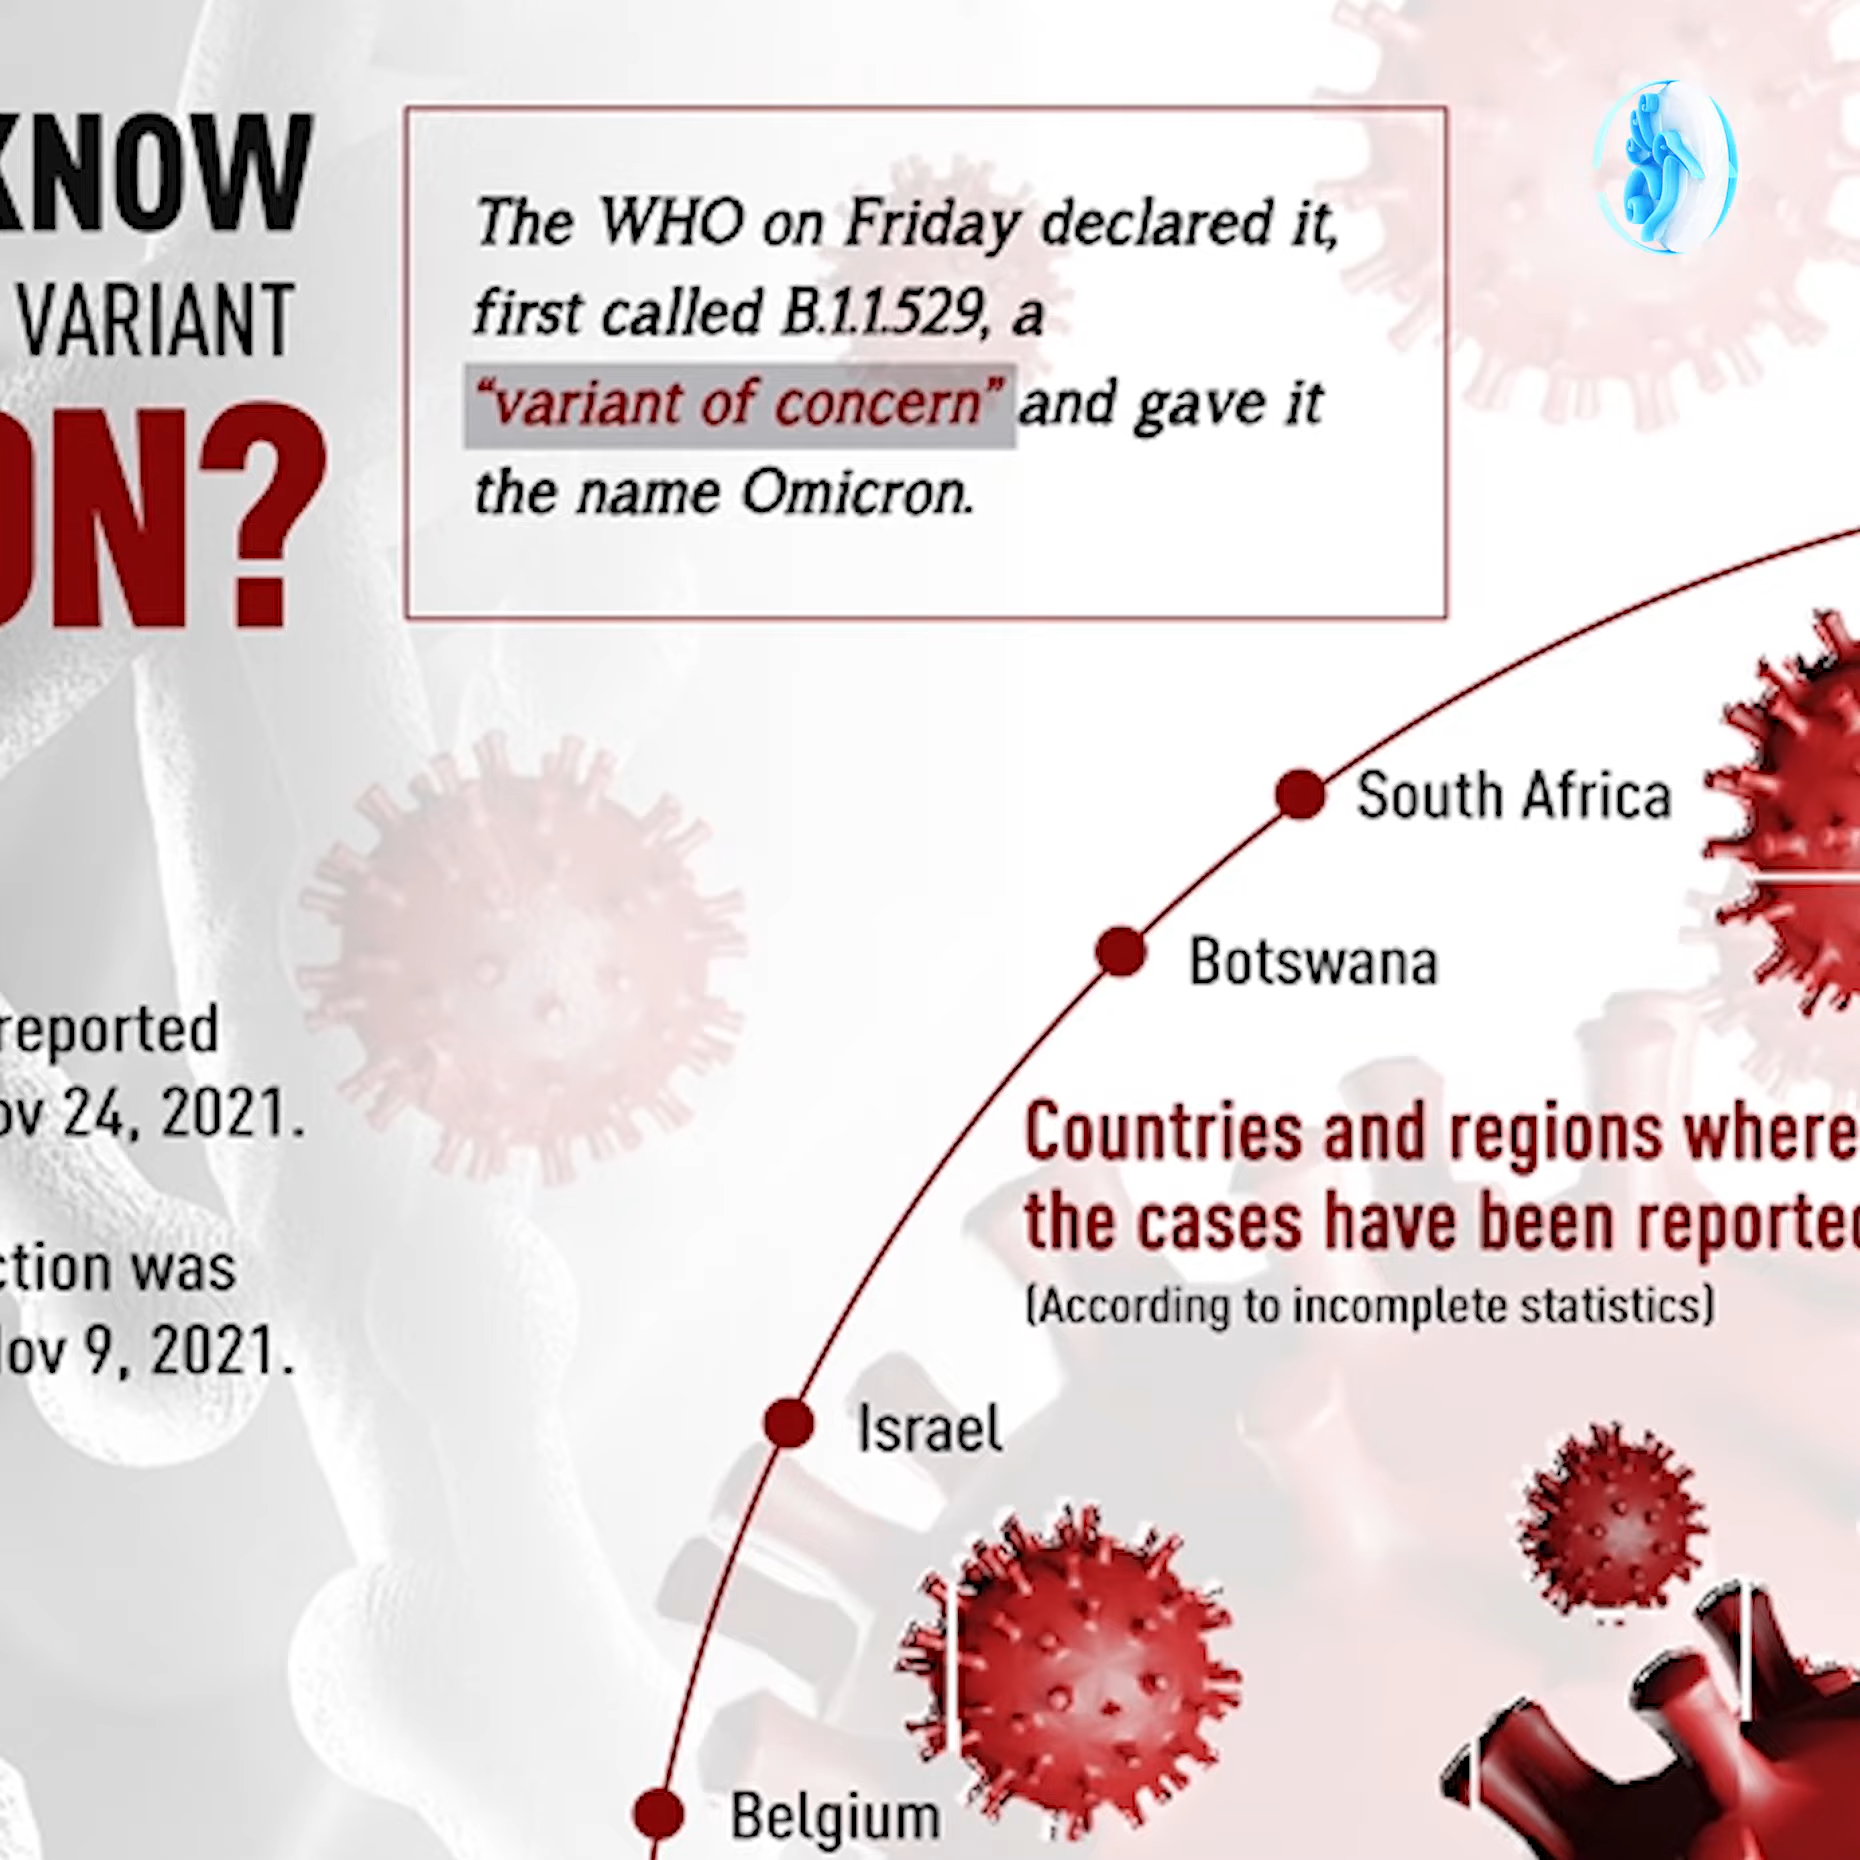 KNOW
VARIANT
ON?
The WHO on Friday declared it,
first called B.1.1.529, a
“variant of concern” and gave it
the name Omicron.
South Africa
Botswana
reported
ov 24, 2021.
Countries and regions where
the cases have been reported
(According to incomplete statistics)
ction was
Nov 9, 2021.
Israel
Belgium